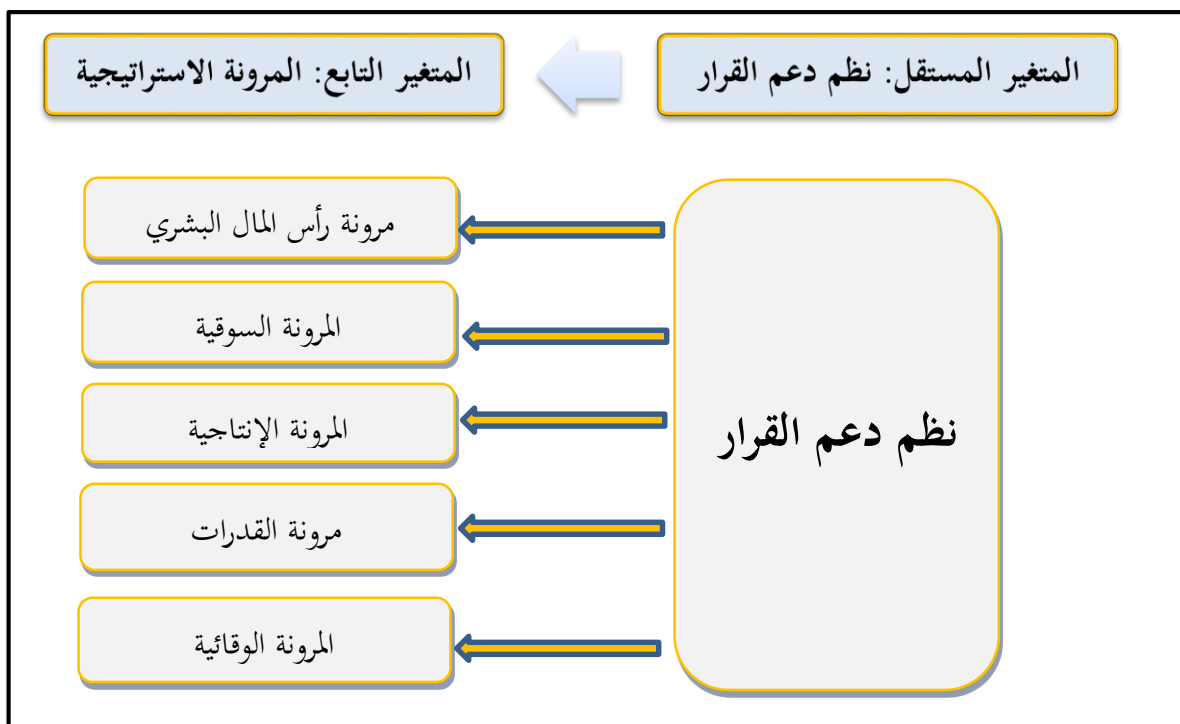 المتغير المستقل: نظم دعم القرار
المتغير التابع: المرونة الاستراتيجية
نظم دعم القرار
مرونة رأس المال البشري
المرونة السوقية
المرونة الإنتاجية
مرونة القدرات
المرونة الوقائية